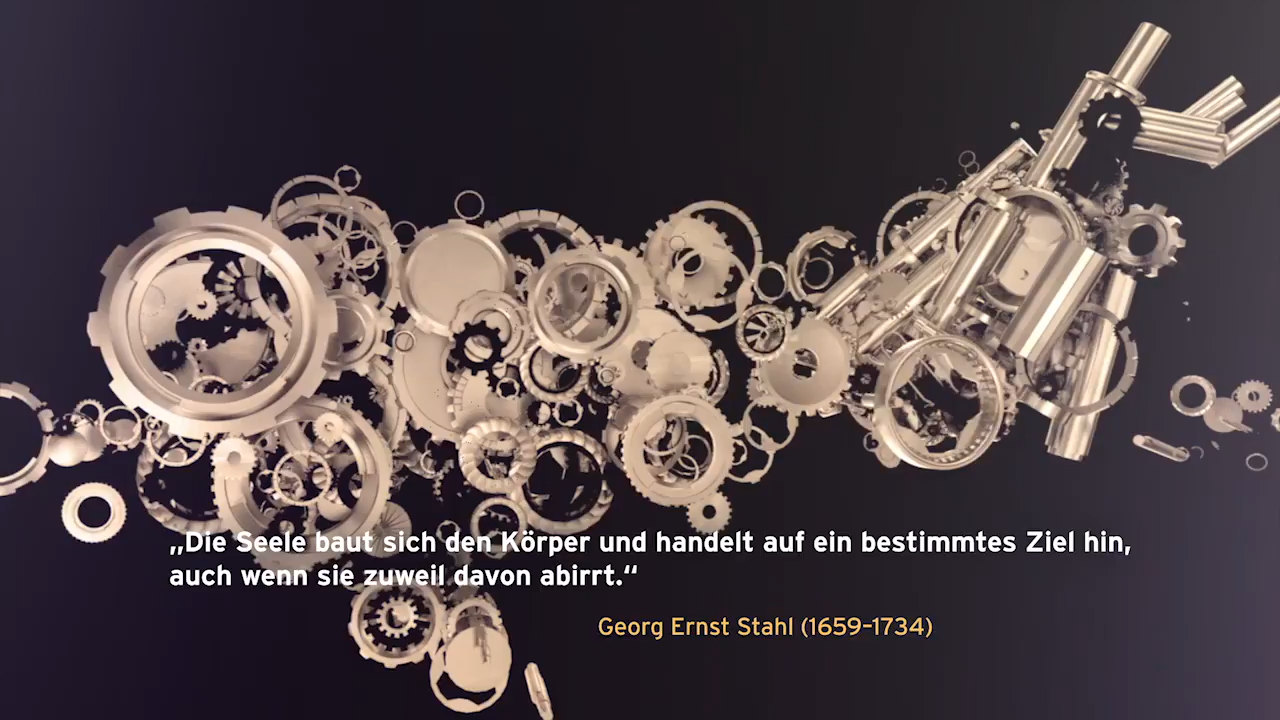 „Die Seele baut sich den Körper und handelt auf ein bestimmtes Ziel hin,
auch wenn sie zuweil davon abirrt.“
Georg Ernst Stahl (1659–1734)